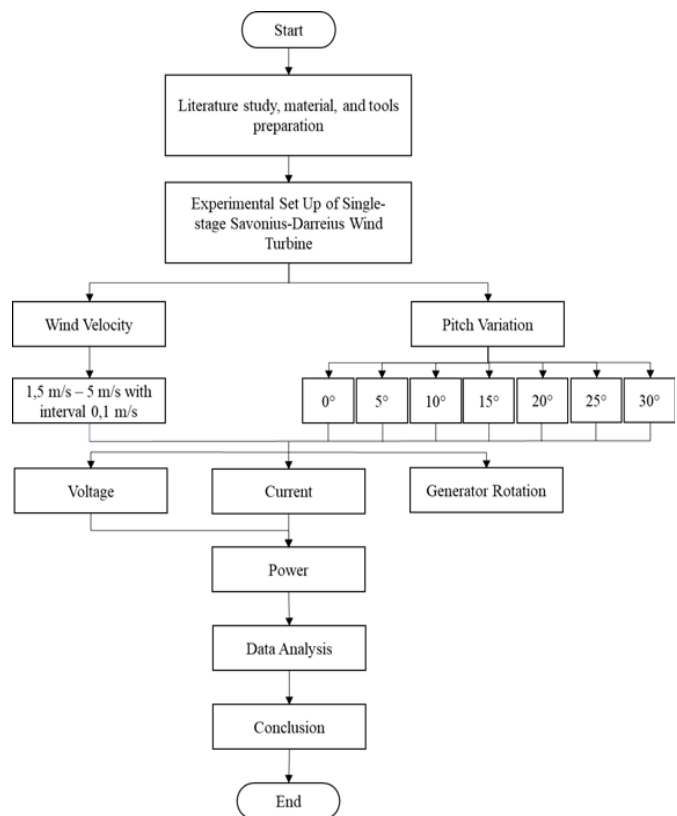 Start
Literature study, material, and tools
preparation
Experimental Set Up of Single-
stage Savonius-Darreius Wind
Turbine
Wind Velocity
Pitch Variation
1,5 m/s – 5 m/s with
interval 0,1 m/s
0° 5° 10° 15° 20° 25° 30°
Voltage
Current
Generator Rotation
Power
Data Analysis
Conclusion
End